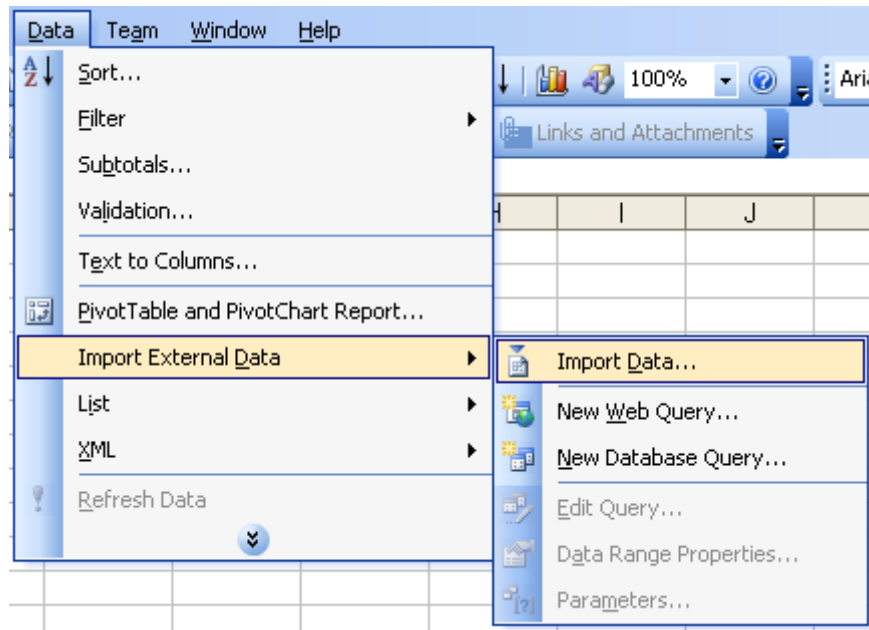 Data Team Window Help
Sort...
100%
Filter
Links and Attachments
Subtotals...
Validation...
I J
Text to Columns...
PivotTable and PivotChart Report...
Import External Data
Import Data...
List
New Web Query...
XML
New Database Query...
Refresh Data
Edit Query...
Data Range Properties...
Parameters...